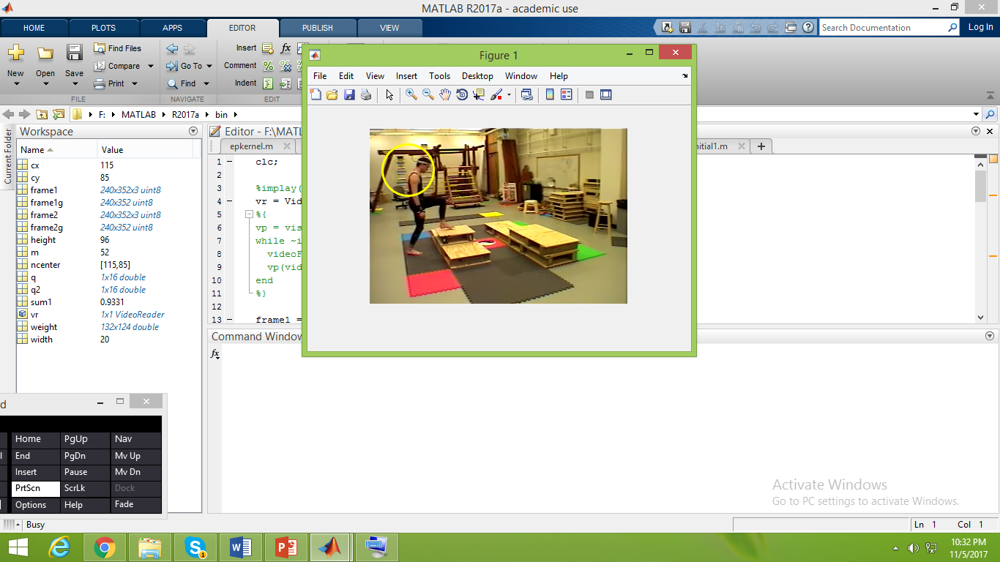 MATLAB R2017a - academic use
HOME PLOTS APPS EDITOR PUBLISH VIEW Search Documentation Log In
New Open Save Find Files Compare Print Go To Find Insert Comment Indent
FILE NAVIGATE EDIT
Figure 1
File Edit View Insert Tools Desktop Window Help
F: MATLAB R2017a bin
Current Folder
Workspace
Name Value
cx 115
cy 85
frame1 240x352x3 uint8
frame1g 240x352 uint8
frame2 240x352x3 uint8
frame2g 240x352 uint8
height 96
m 52
ncenter [115,85]
q 1x16 double
q2 1x16 double
sum1 0.9331
vr 1x1 VideoReader
weight 132x124 double
width 20
Editor - F:\MATL
epkernel.m nitial1.m
1 clc;
2
3 %implay(
4 vr = Vid
5 %{
6 vp = vis
7 while ~i
8 videoF
9 vp(vid
10 end
11 %}
12
13 frame1 =
Command Window
fx
d
Home PgUp Nav
End PgDn Mv Up
Insert Pause Mv Dn
PrtScn ScrLk Dock
Options Help Fade
Activate Windows
Go to PC settings to activate Windows.
Busy
Ln 1 Col 1
10:32 PM
11/5/2017